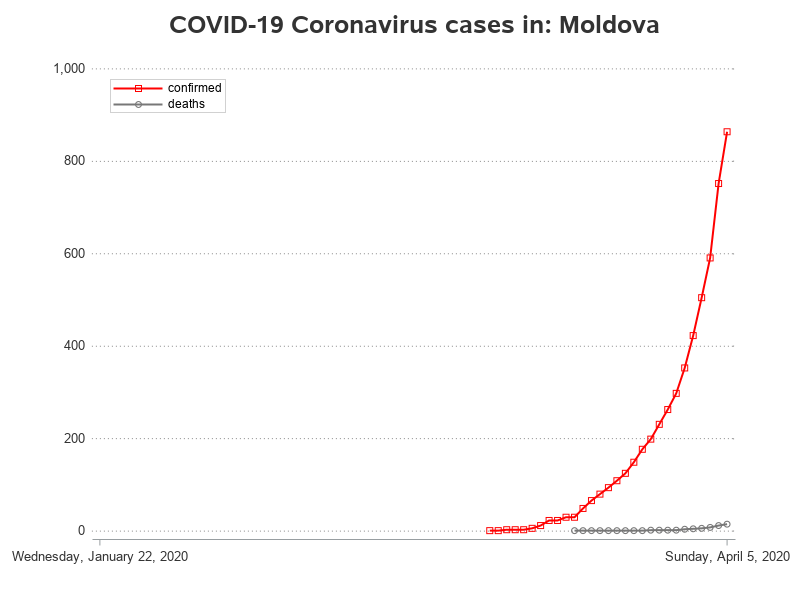 COVID-19 Coronavirus cases in: Moldova
1,000
confirmed
deaths
800
600
400
200
0
Wednesday, January 22, 2020
Sunday, April 5, 2020